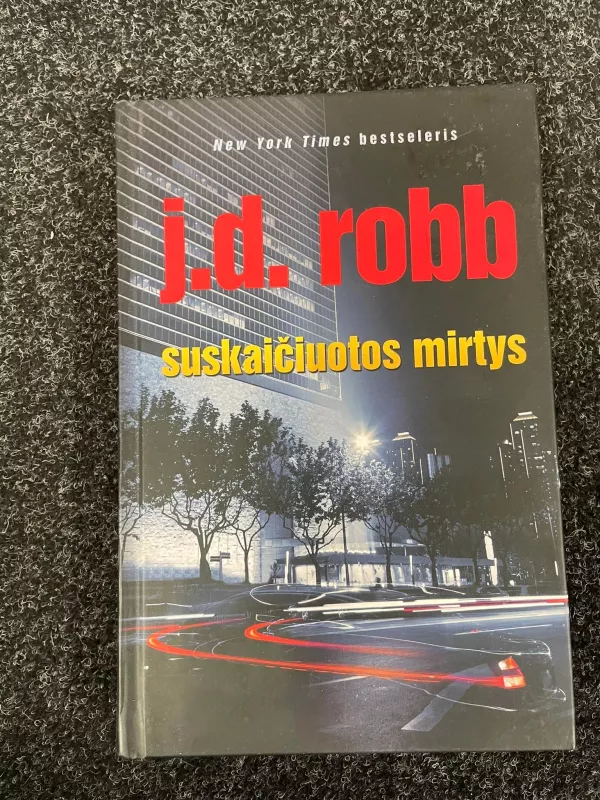 New York Times bestseleris
j.d. robb
suskaičiuotos mirtys